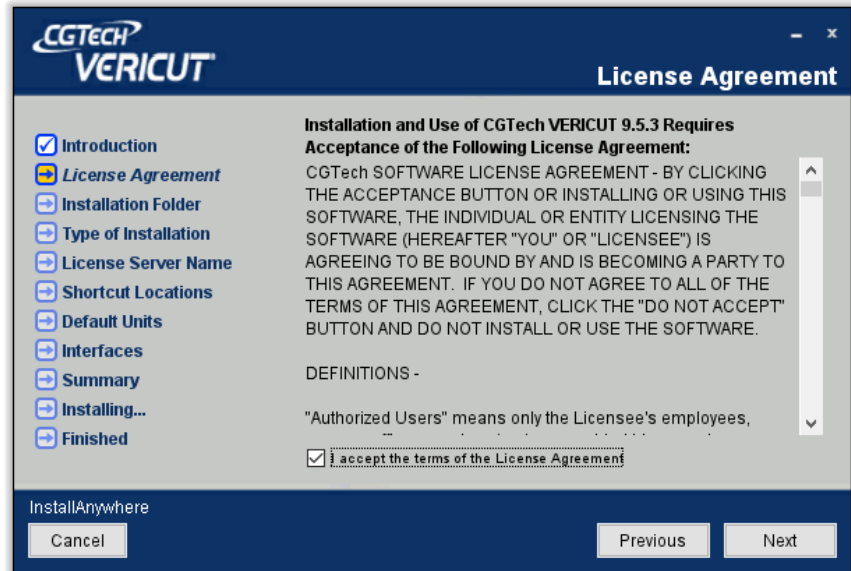 CGTECH
VERICUT
License Agreement
Introduction
License Agreement
Installation Folder
Type of Installation
License Server Name
Shortcut Locations
Default Units
Interfaces
Summary
Installing...
Finished
Installation and Use of CGTech VERICUT 9.5.3 Requires
Acceptance of the Following License Agreement:
CGTech SOFTWARE LICENSE AGREEMENT - BY CLICKING
THE ACCEPTANCE BUTTON OR INSTALLING OR USING THIS
SOFTWARE, THE INDIVIDUAL OR ENTITY LICENSING THE
SOFTWARE (HEREAFTER "YOU" OR "LICENSEE") IS
AGREEING TO BE BOUND BY AND IS BECOMING A PARTY TO
THIS AGREEMENT.  IF YOU DO NOT AGREE TO ALL OF THE
TERMS OF THIS AGREEMENT, CLICK THE "DO NOT ACCEPT"
BUTTON AND DO NOT INSTALL OR USE THE SOFTWARE.
DEFINITIONS -
"Authorized Users" means only the Licensee's employees,
I accept the terms of the License Agreement
InstallAnywhere
Cancel
Previous
Next